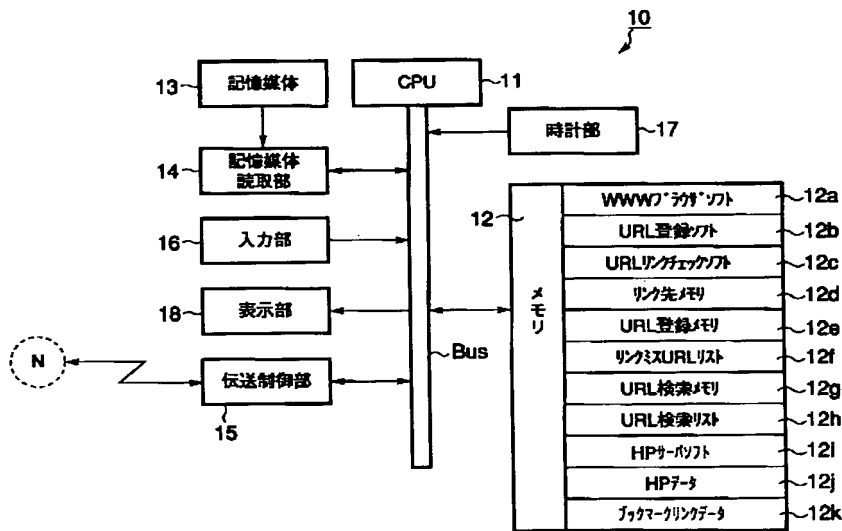 10
記憶媒体
13
CPU
11
時計部
17
記憶媒体
読取部
14
入力部
16
表示部
18
伝送制御部
15
N
Bus
メモリ
12
WWWブラウザソフト
12a
URL登録ソフト
12b
URLリンクチェックソフト
12c
リンク先メモリ
12d
URL登録メモリ
12e
リンクミスURLリスト
12f
URL検索メモリ
12g
URL検索リスト
12h
HPサーバソフト
12i
HPデータ
12j
ブックマークリンクデータ
12k